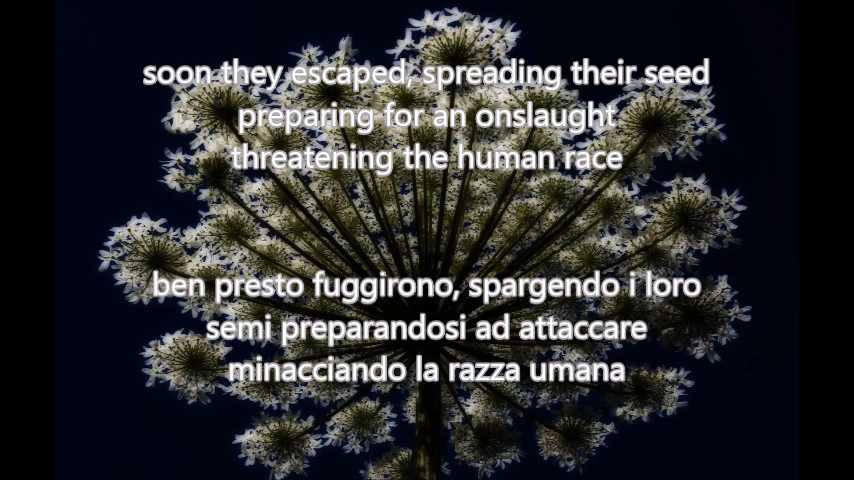 soon they escaped, spreading their seed
preparing for an onslaught
threatening the human race
ben presto fuggirono, spargendo i loro
semi preparandosi ad attaccare
minacciando la razza umana